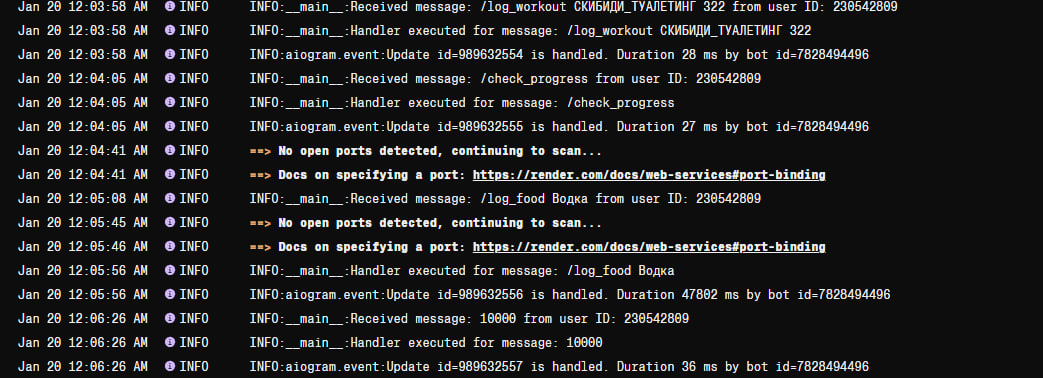 Jan 20 12:03:58 AM INFO INFO:__main__:Received message: /log_workout СКИБИДИ_ТУАЛЕТИНГ 322 from user ID: 230542809
Jan 20 12:03:58 AM INFO INFO:__main__:Handler executed for message: /log_workout СКИБИДИ_ТУАЛЕТИНГ 322
Jan 20 12:03:58 AM INFO INFO:aiogram.event:Update id=989632554 is handled. Duration 28 ms by bot id=7828494496
Jan 20 12:04:05 AM INFO INFO:__main__:Received message: /check_progress from user ID: 230542809
Jan 20 12:04:05 AM INFO INFO:__main__:Handler executed for message: /check_progress
Jan 20 12:04:05 AM INFO INFO:aiogram.event:Update id=989632555 is handled. Duration 27 ms by bot id=7828494496
Jan 20 12:04:41 AM INFO ==> No open ports detected, continuing to scan...
Jan 20 12:04:41 AM INFO ==> Docs on specifying a port: https://render.com/docs/web-services#port-binding
Jan 20 12:05:08 AM INFO INFO:__main__:Received message: /log_food Водка from user ID: 230542809
Jan 20 12:05:45 AM INFO ==> No open ports detected, continuing to scan...
Jan 20 12:05:46 AM INFO ==> Docs on specifying a port: https://render.com/docs/web-services#port-binding
Jan 20 12:05:56 AM INFO INFO:__main__:Handler executed for message: /log_food Водка
Jan 20 12:05:56 AM INFO INFO:aiogram.event:Update id=989632556 is handled. Duration 47802 ms by bot id=7828494496
Jan 20 12:06:26 AM INFO INFO:__main__:Received message: 10000 from user ID: 230542809
Jan 20 12:06:26 AM INFO INFO:__main__:Handler executed for message: 10000
Jan 20 12:06:26 AM INFO INFO:aiogram.event:Update id=989632557 is handled. Duration 36 ms by bot id=7828494496